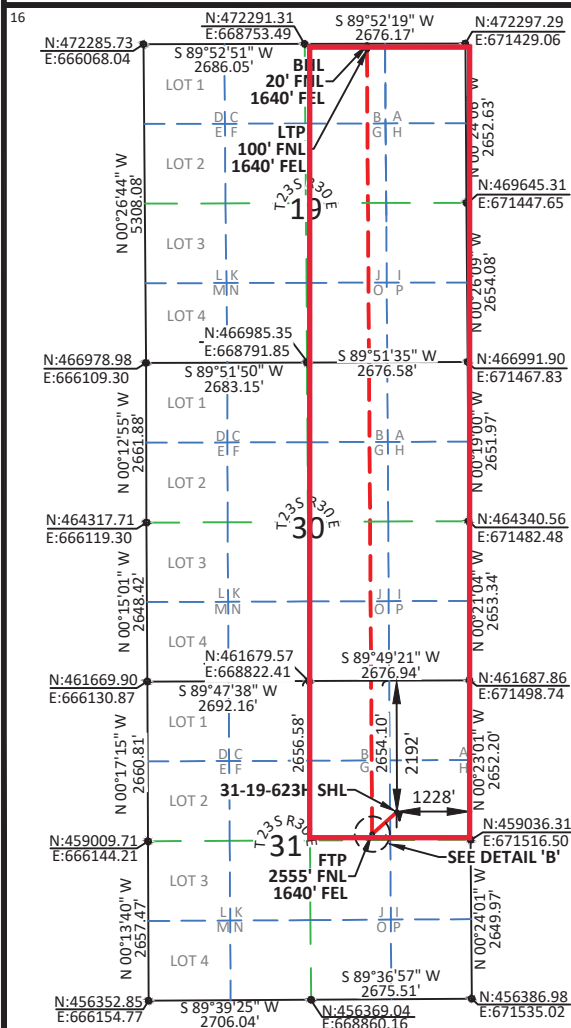 16
N:472291.31
E:668753.49
S 89°52'19" W
2676.17'
N:472297.29
E:671429.06
N:472285.73
E:666068.04
S 89°52'51" W
2686.05'
BHL
20' FNL
1640' FEL
LOT 1
D C
E F
B A
G H
LTP
100' FNL
1640' FEL
2652.63'
LOT 2
T 23 S R 30 E
19
N:469645.31
E:671447.65
N 00°26'44" W
5308.08'
LOT 3
L K
M N
J I
O P
N 00°26'09" W
2654.08'
LOT 4
N:466985.35
E:668791.85
N:466978.98
E:666109.30
S 89°51'50" W
2683.15'
S 89°51'35" W
2676.58'
N:466991.90
E:671467.83
LOT 1
D C
E F
B A
G H
N 00°12'55" W
2661.88'
N 00°19'00" W
2651.97'
LOT 2
T 23 S R 30 E
30
N:464317.71
E:666119.30
N:464340.56
E:671482.48
LOT 3
L K
M N
J I
O P
N 00°15'01" W
2648.42'
N 00°21'04" W
2653.34'
LOT 4
N:461679.57
E:668822.41
S 89°49'21" W
2676.94'
N:461687.86
E:671498.74
N:461669.90
E:666130.87
S 89°47'38" W
2692.16'
LOT 1
D C
E F
B
G
A
H
N 00°17'15" W
2660.81'
2656.58'
2654.10'
2192'
N 00°23'01" W
2652.20'
LOT 2
31-19-623H SHL
1228'
T 23 S R 30 E
31
N:459009.71
E:666144.21
N:459036.31
E:671516.50
FTP
2555' FNL
1640' FEL
SEE DETAIL 'B'
LOT 3
L K
M N
J I
O P
N 00°13'40" W
2657.47'
N 00°24'01" W
2649.97'
LOT 4
S 89°36'57" W
2675.51'
N:456352.85
E:666154.77
S 89°39'25" W
2706.04'
N:456369.04
E:668860.16
N:456386.98
E:671535.02